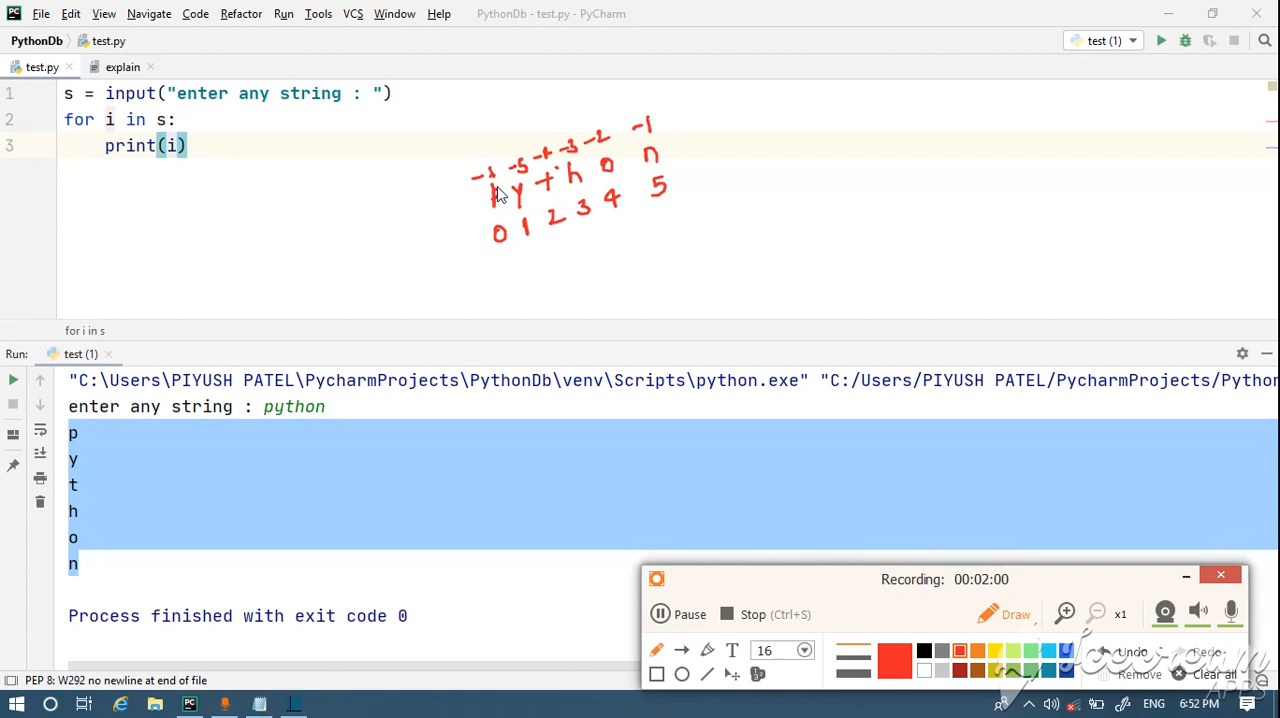 File Edit View Navigate Code Refactor Run Tools VCS Window Help PythonDb - test.py - PyCharm
PythonDb test.py test (1)
test.py explain
1 s = input("enter any string : ")
2 for i in s:
3 print(i)
-5 -4 -3 -2 -1
p y t h o n
0 1 2 3 4 5
for i in s
Run: test (1)
"C:\Users\PIYUSH PATEL\PycharmProjects\PythonDb\venv\Scripts\python.exe" "C:/Users/PIYUSH PATEL/PycharmProjects/Python
enter any string : python
p
y
t
h
o
n
Process finished with exit code 0
Recording: 00:02:00
Pause Stop (Ctrl+S) Draw x1
T 16 Undo Redo
Remove Clear all
Icecream
APPS
PEP 8: W292 no newline at end of file
ENG 6:52 PM